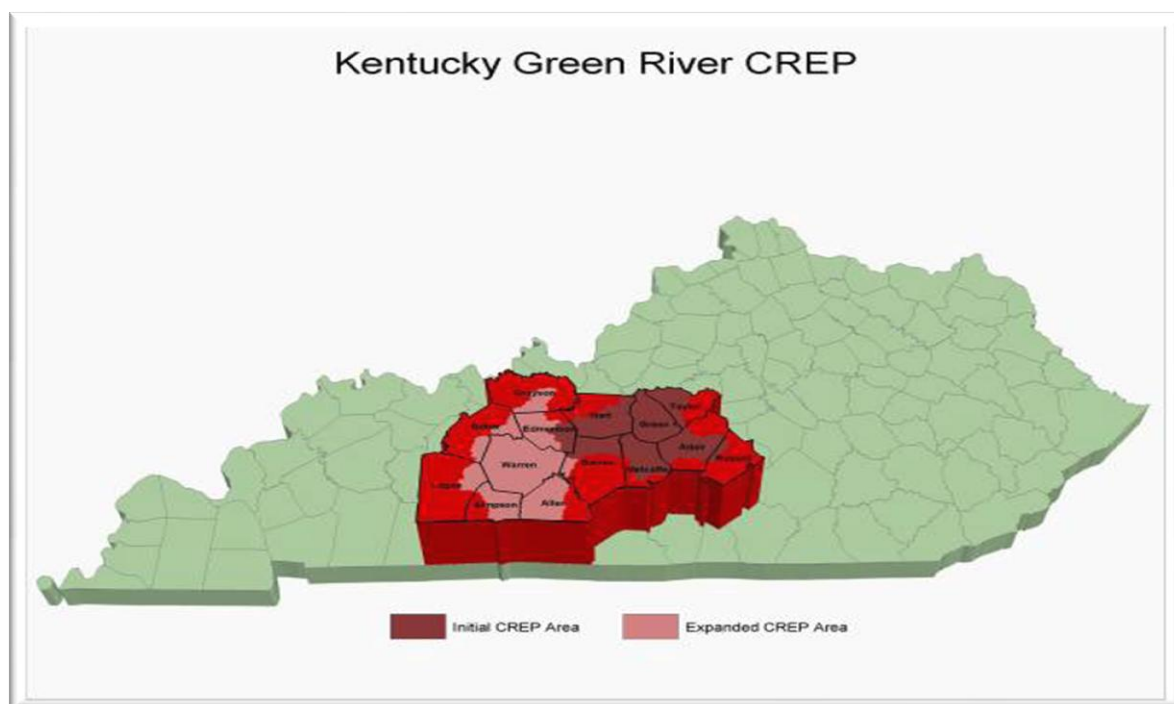 Kentucky Green River CREP
Grayson
Hart
Taylor
Green
Butler
Edmonson
Adair
Russell
Warren
Barren
Metcalfe
Logan
Simpson
Allen
Initial CREP Area
Expanded CREP Area